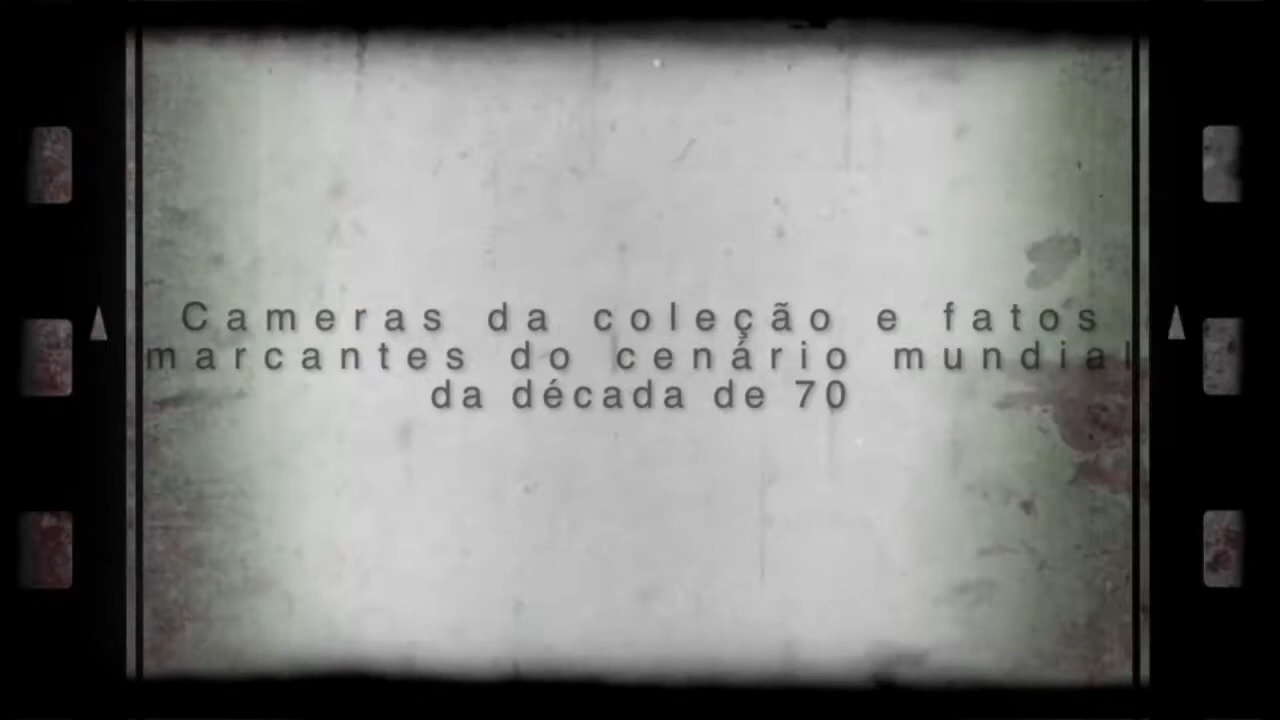 Cameras da coleção e fatos
marcantes do cenário mundial
da década de 70